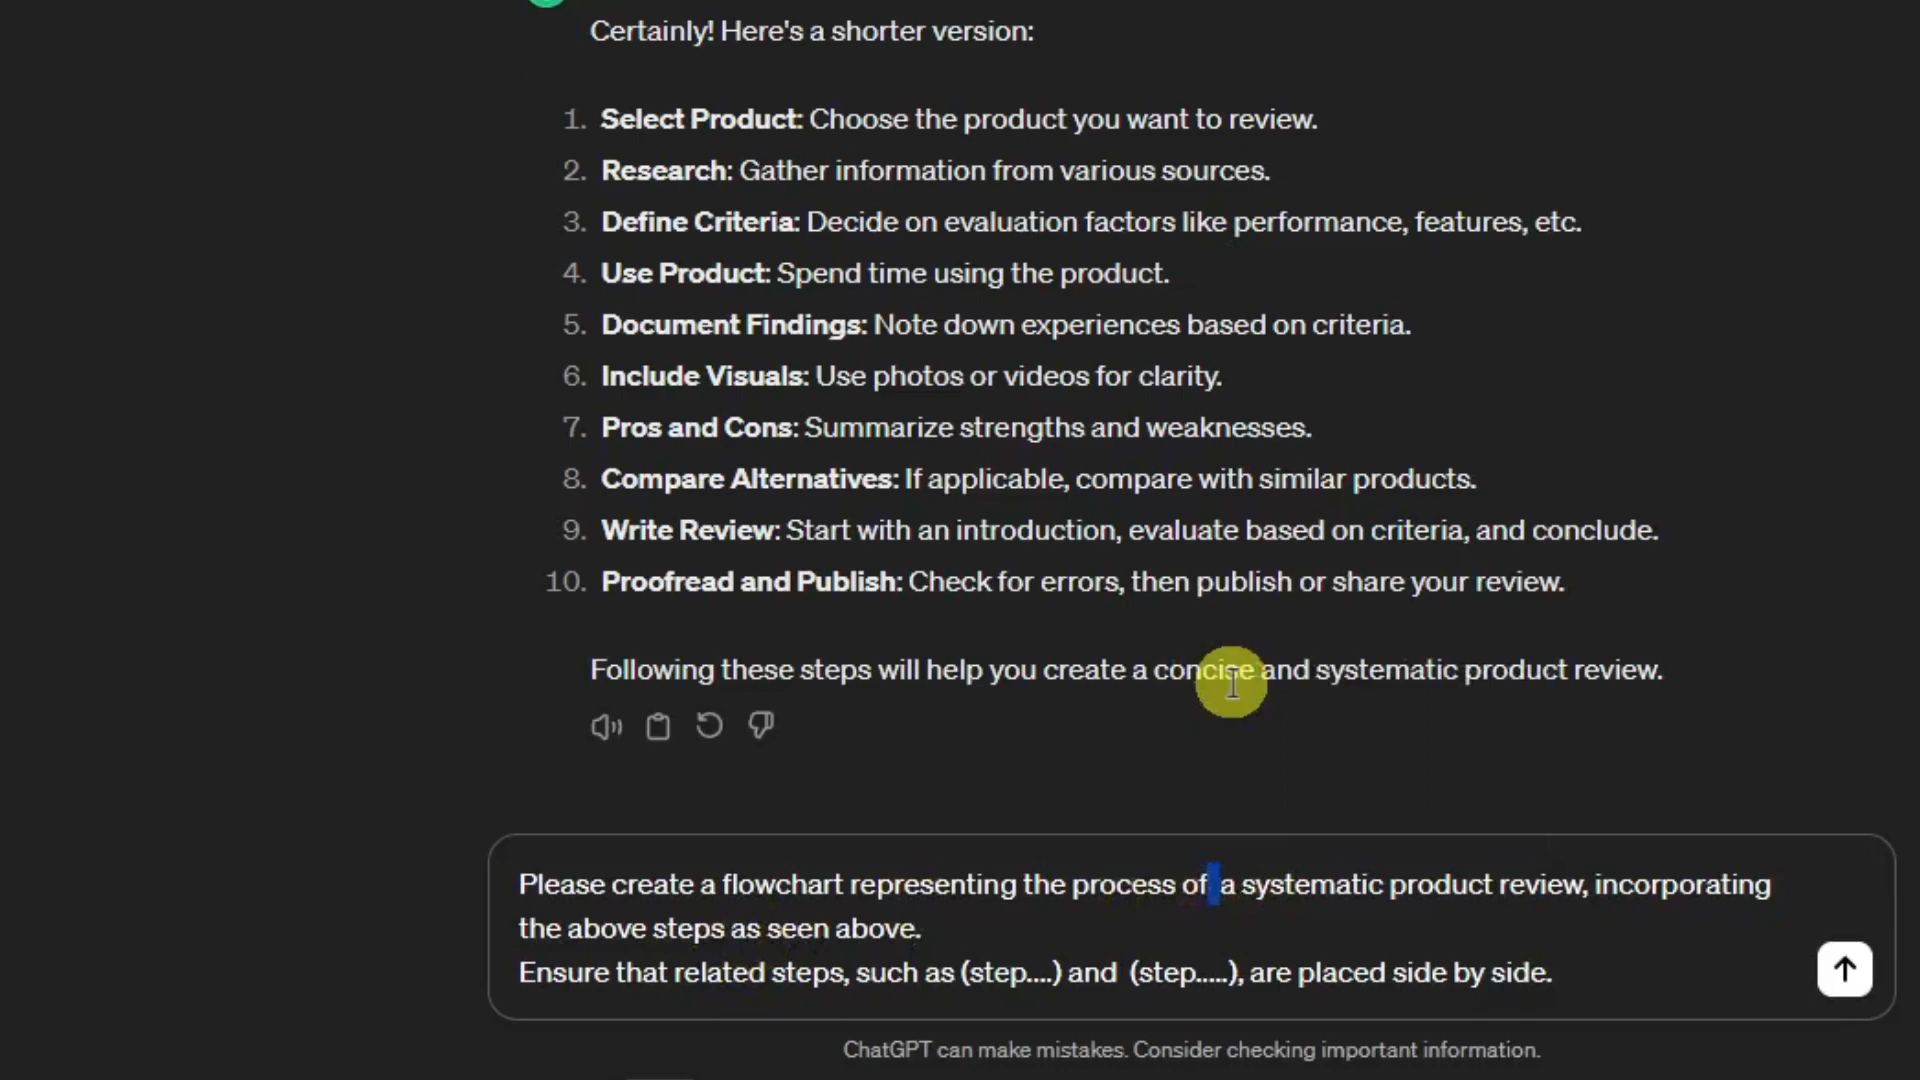 Certainly! Here's a shorter version:
1. Select Product: Choose the product you want to review.
2. Research: Gather information from various sources.
3. Define Criteria: Decide on evaluation factors like performance, features, etc.
4. Use Product: Spend time using the product.
5. Document Findings: Note down experiences based on criteria.
6. Include Visuals: Use photos or videos for clarity.
7. Pros and Cons: Summarize strengths and weaknesses.
8. Compare Alternatives: If applicable, compare with similar products.
9. Write Review: Start with an introduction, evaluate based on criteria, and conclude.
10. Proofread and Publish: Check for errors, then publish or share your review.
Following these steps will help you create a concise and systematic product review.
Please create a flowchart representing the process of a systematic product review, incorporating
the above steps as seen above.
Ensure that related steps, such as (step....) and  (step.....), are placed side by side.
ChatGPT can make mistakes. Consider checking important information.